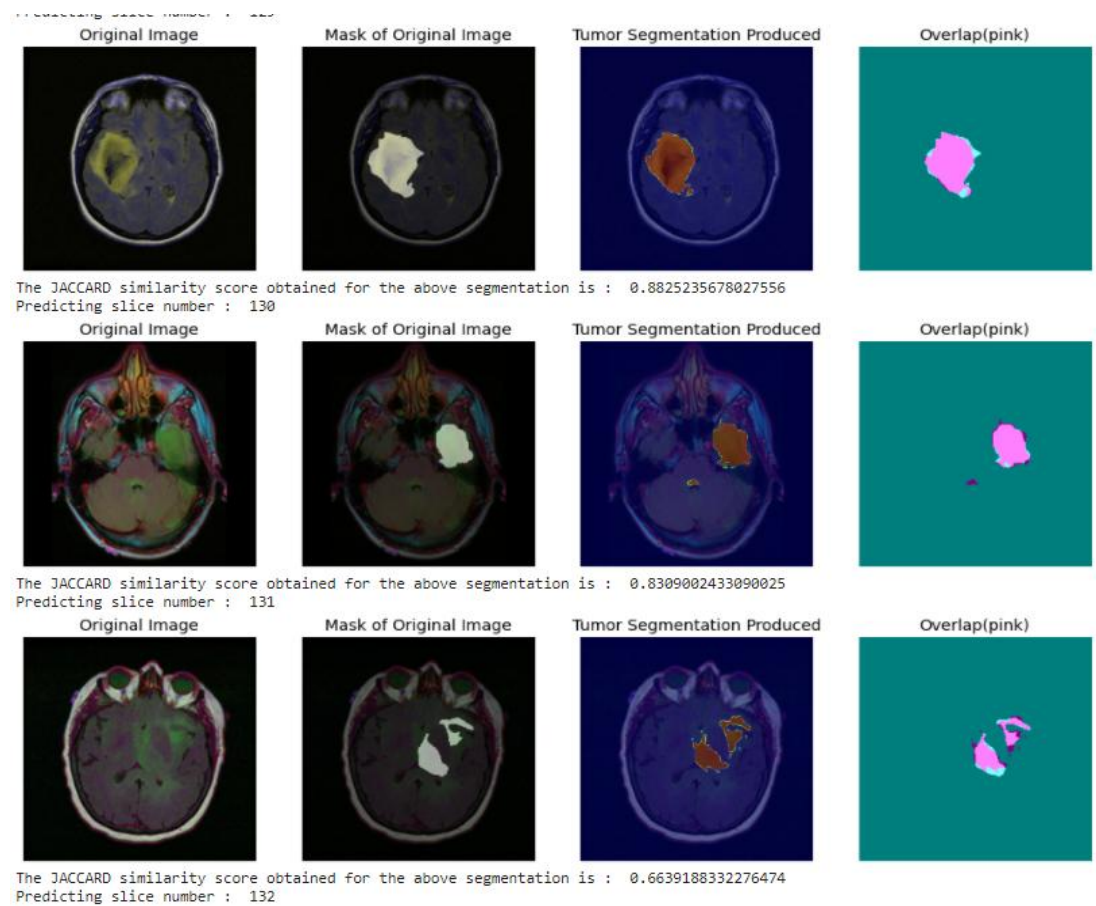 Predicting slice number :  129
Original Image Mask of Original Image Tumor Segmentation Produced Overlap(pink)
The JACCARD similarity score obtained for the above segmentation is :  0.8825235678027556
Predicting slice number :  130
Original Image Mask of Original Image Tumor Segmentation Produced Overlap(pink)
The JACCARD similarity score obtained for the above segmentation is :  0.8309002433090025
Predicting slice number :  131
Original Image Mask of Original Image Tumor Segmentation Produced Overlap(pink)
The JACCARD similarity score obtained for the above segmentation is :  0.6639188332276474
Predicting slice number :  132